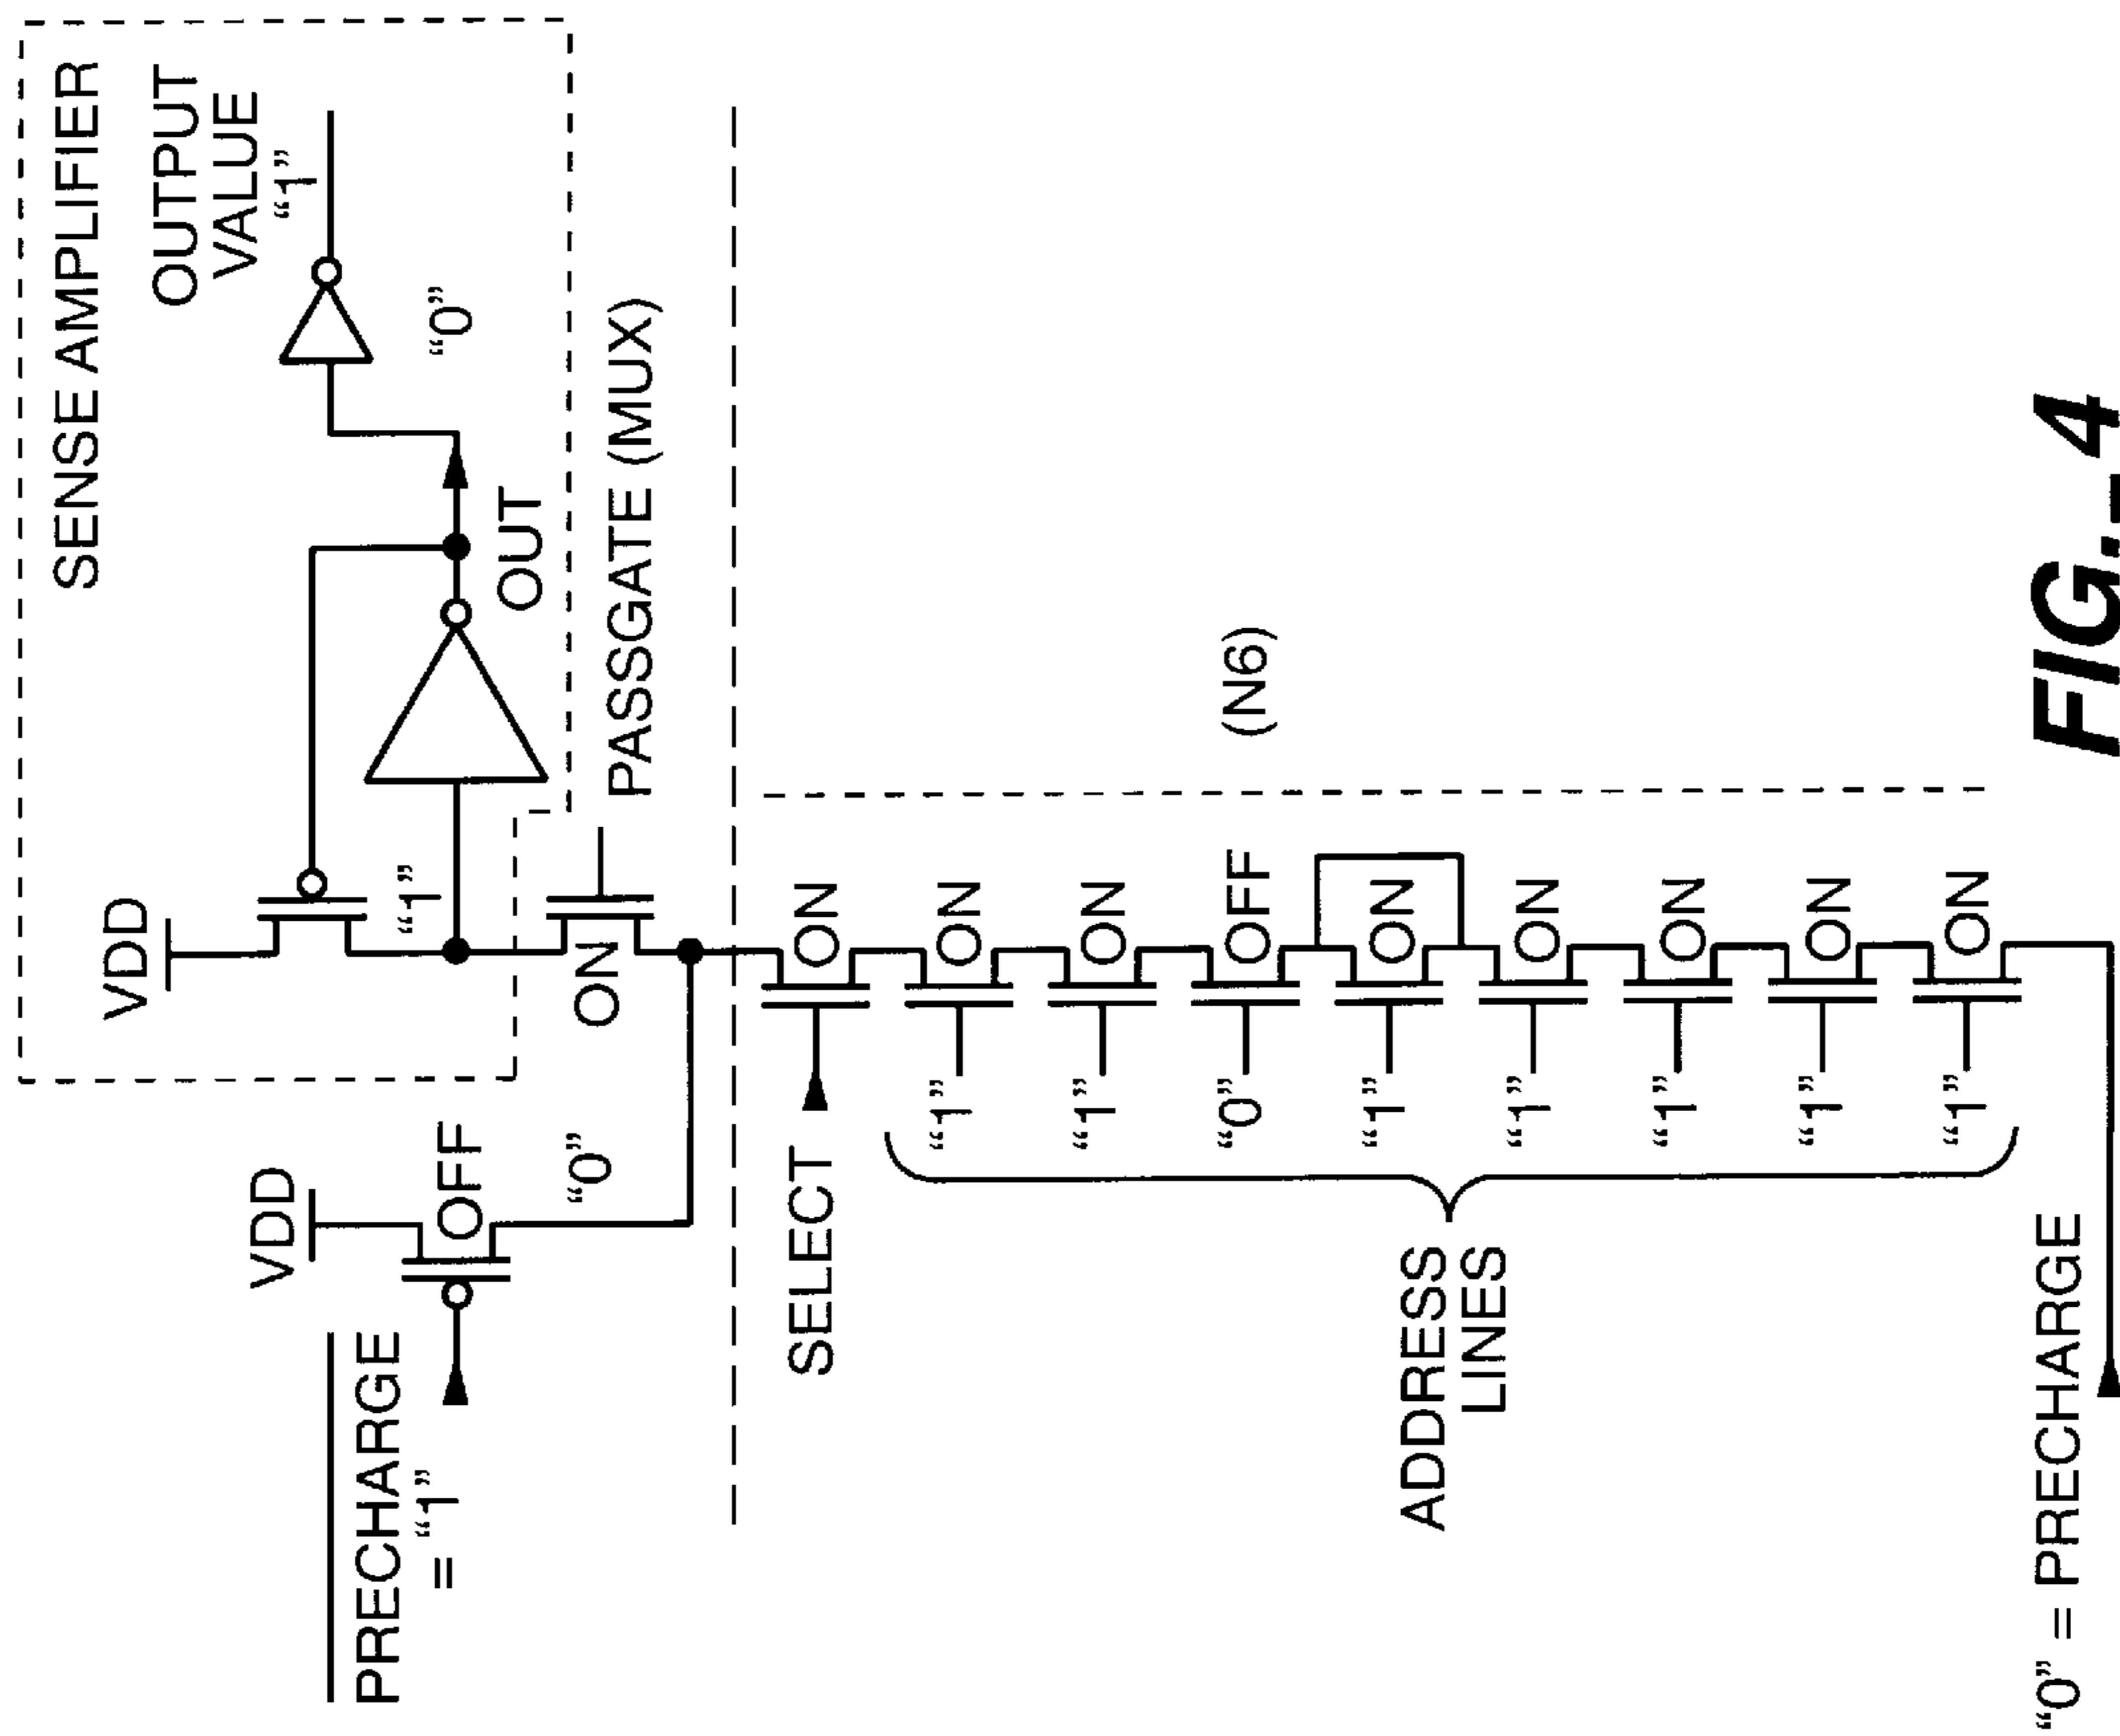 SENSE AMPLIFIER
VDD
OUTPUT
VALUE
“1”
“0”
“1”
OUT
VDD
PRECHARGE
= “1”
OFF
“0”
ON
PASSGATE (MUX)
SELECT
ON
“1”
ON
“1”
ON
“0”
OFF
(N6)
“1”
ON
ADDRESS
LINES
“1”
ON
“1”
ON
“1”
ON
“1”
ON
“0” = PRECHARGE
FIG._ 4